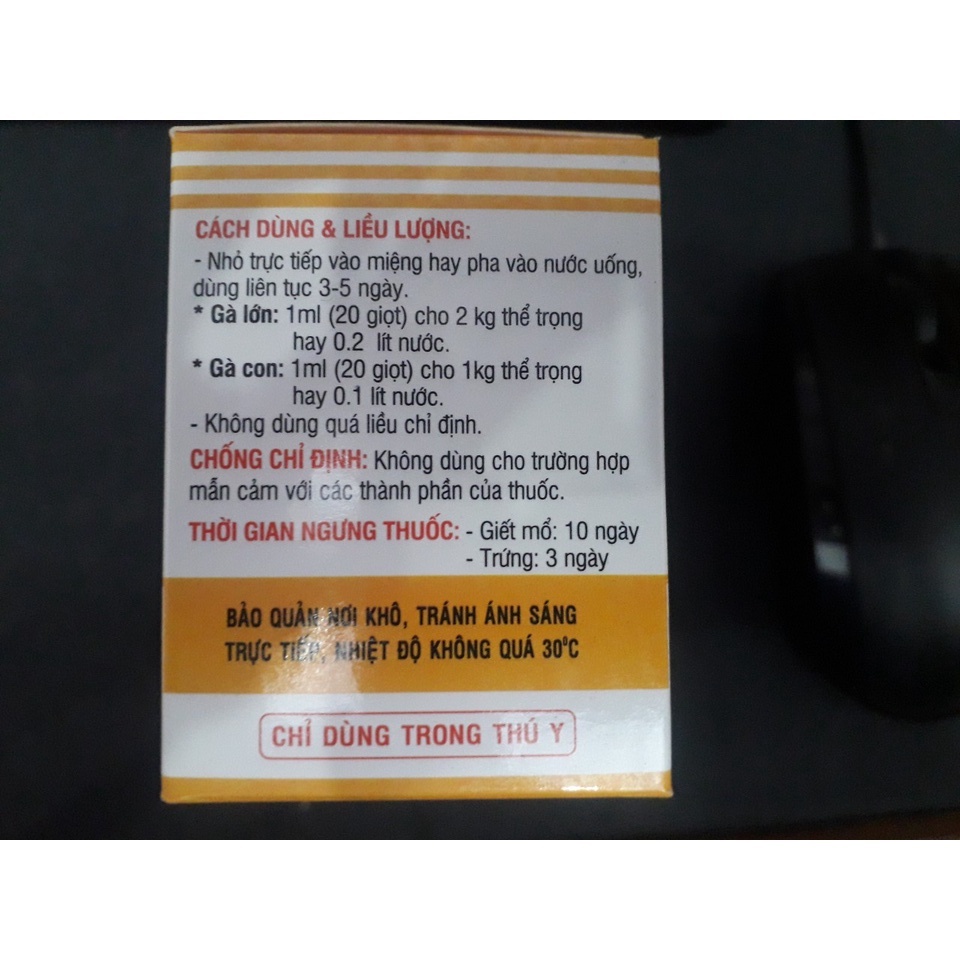 CÁCH DÙNG & LIỀU LƯỢNG:
- Nhỏ trực tiếp vào miệng hay pha vào nước uống,
dùng liên tục 3-5 ngày.
* Gà lớn: 1ml (20 giọt) cho 2 kg thể trọng
hay 0.2 lít nước.
* Gà con: 1ml (20 giọt) cho 1kg thể trọng
hay 0.1 lít nước.
- Không dùng quá liều chỉ định.
CHỐNG CHỈ ĐỊNH: Không dùng cho trường hợp
mẫn cảm với các thành phần của thuốc.
THỜI GIAN NGƯNG THUỐC: - Giết mổ: 10 ngày
- Trứng: 3 ngày
BẢO QUẢN NƠI KHÔ, TRÁNH ÁNH SÁNG
TRỰC TIẾP, NHIỆT ĐỘ KHÔNG QUÁ 30⁰C
CHỈ DÙNG TRONG THÚ Y